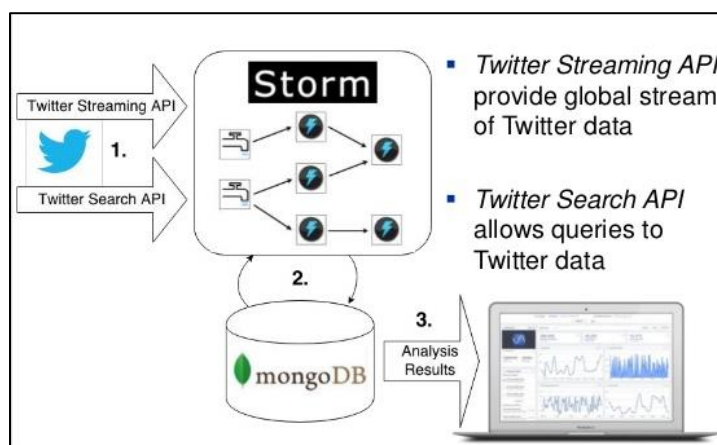 Storm
Twitter Streaming API
1.
Twitter Search API
2.
mongoDB
3.
Analysis
Results
▪ Twitter Streaming API
provide global stream
of Twitter data
▪ Twitter Search API
allows queries to
Twitter data